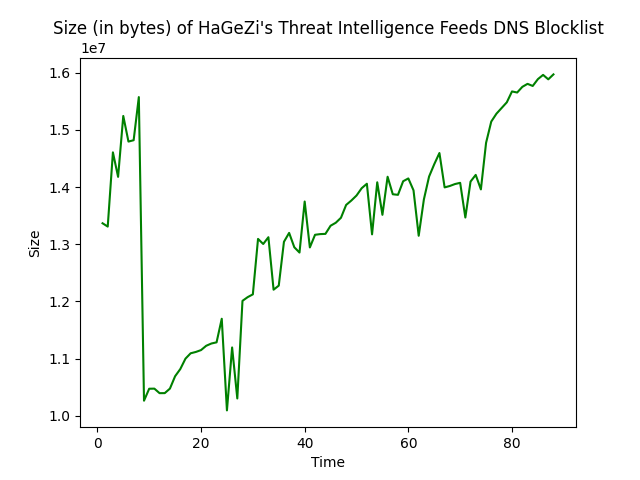 Size (in bytes) of HaGeZi's Threat Intelligence Feeds DNS Blocklist
1e7
1.6
1.5
1.4
1.3
1.2
1.1
1.0
Size
0 20 40 60 80
Time